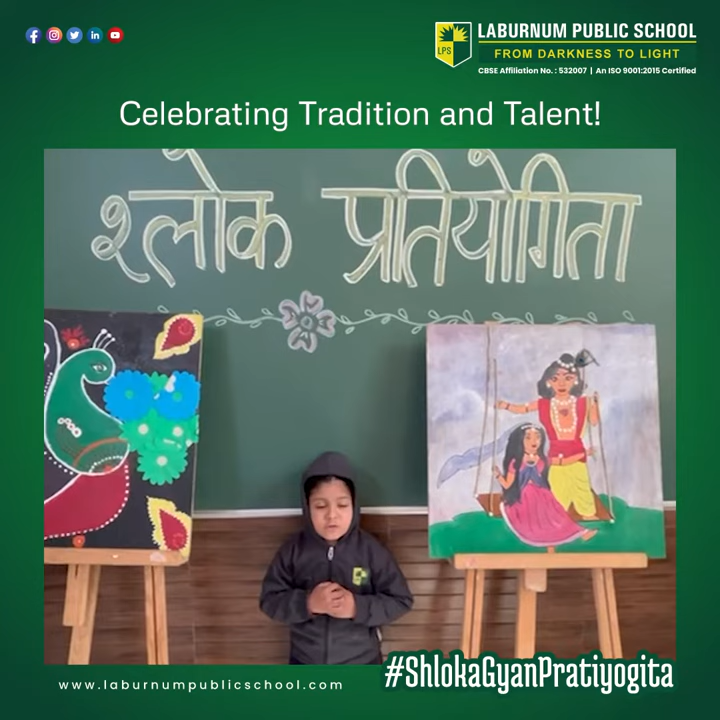 LABURNUM PUBLIC SCHOOL
LPS
FROM DARKNESS TO LIGHT
CBSE Affiliation No. : 532007 | An ISO 9001:2015 Certified
Celebrating Tradition and Talent!
श्लोक प्रतियोगिता
www.laburnumpublicschool.com
#ShlokaGyanPratiyogita